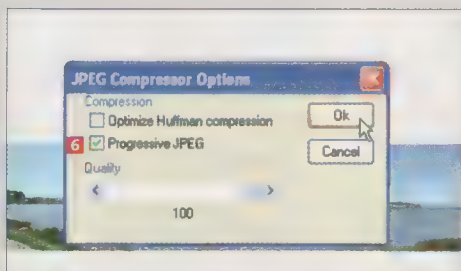 JPEG Compressor Options
Compression
Optimize Huffman compression
Ok
6 Progressive JPEG
Cancel
Quality
100